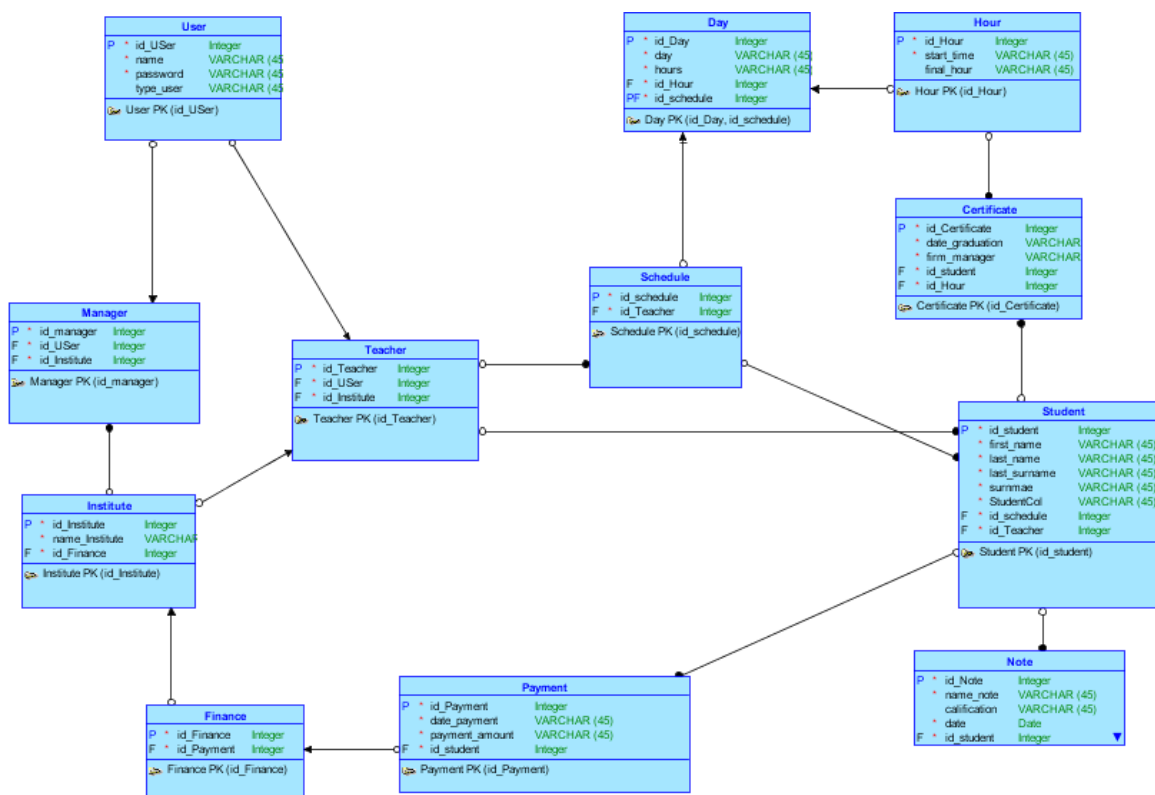 User
P * id_USer Integer
* name VARCHAR (45
* password VARCHAR (45
type_user VARCHAR (45
User PK (id_USer)
Day
P * id_Day Integer
* day VARCHAR (45)
* hours VARCHAR (45)
F * id_Hour Integer
PF * id_schedule Integer
Day PK (id_Day, id_schedule)
Hour
P * id_Hour Integer
* start_time VARCHAR (45)
final_hour VARCHAR (45)
Hour PK (id_Hour)
Certificate
P * id_Certificate Integer
* date_graduation VARCHAR
* firm_manager VARCHAR
F * id_student Integer
F * id_Hour Integer
Certificate PK (id_Certificate)
Schedule
P * id_schedule Integer
F * id_Teacher Integer
Schedule PK (id_schedule)
Manager
P * id_manager Integer
F * id_USer Integer
F * id_Institute Integer
Manager PK (id_manager)
Teacher
P * id_Teacher Integer
F * id_USer Integer
F * id_Institute Integer
Teacher PK (id_Teacher)
Student
P * id_student Integer
* first_name VARCHAR (45)
* last_name VARCHAR (45)
* last_surname VARCHAR (45)
* surnmae VARCHAR (45)
* StudentCol VARCHAR (45)
F * id_schedule Integer
F * id_Teacher Integer
Student PK (id_student)
Institute
P * id_Institute Integer
* name_Institute VARCHAR
F * id_Finance Integer
Institute PK (id_Institute)
Note
P * id_Note Integer
* name_note VARCHAR (45)
calification VARCHAR (45)
* date Date
F * id_student Integer
Payment
P * id_Payment Integer
* date_payment VARCHAR (45)
* payment_amount VARCHAR (45)
F * id_student Integer
Payment PK (id_Payment)
Finance
P * id_Finance Integer
F * id_Payment Integer
Finance PK (id_Finance)